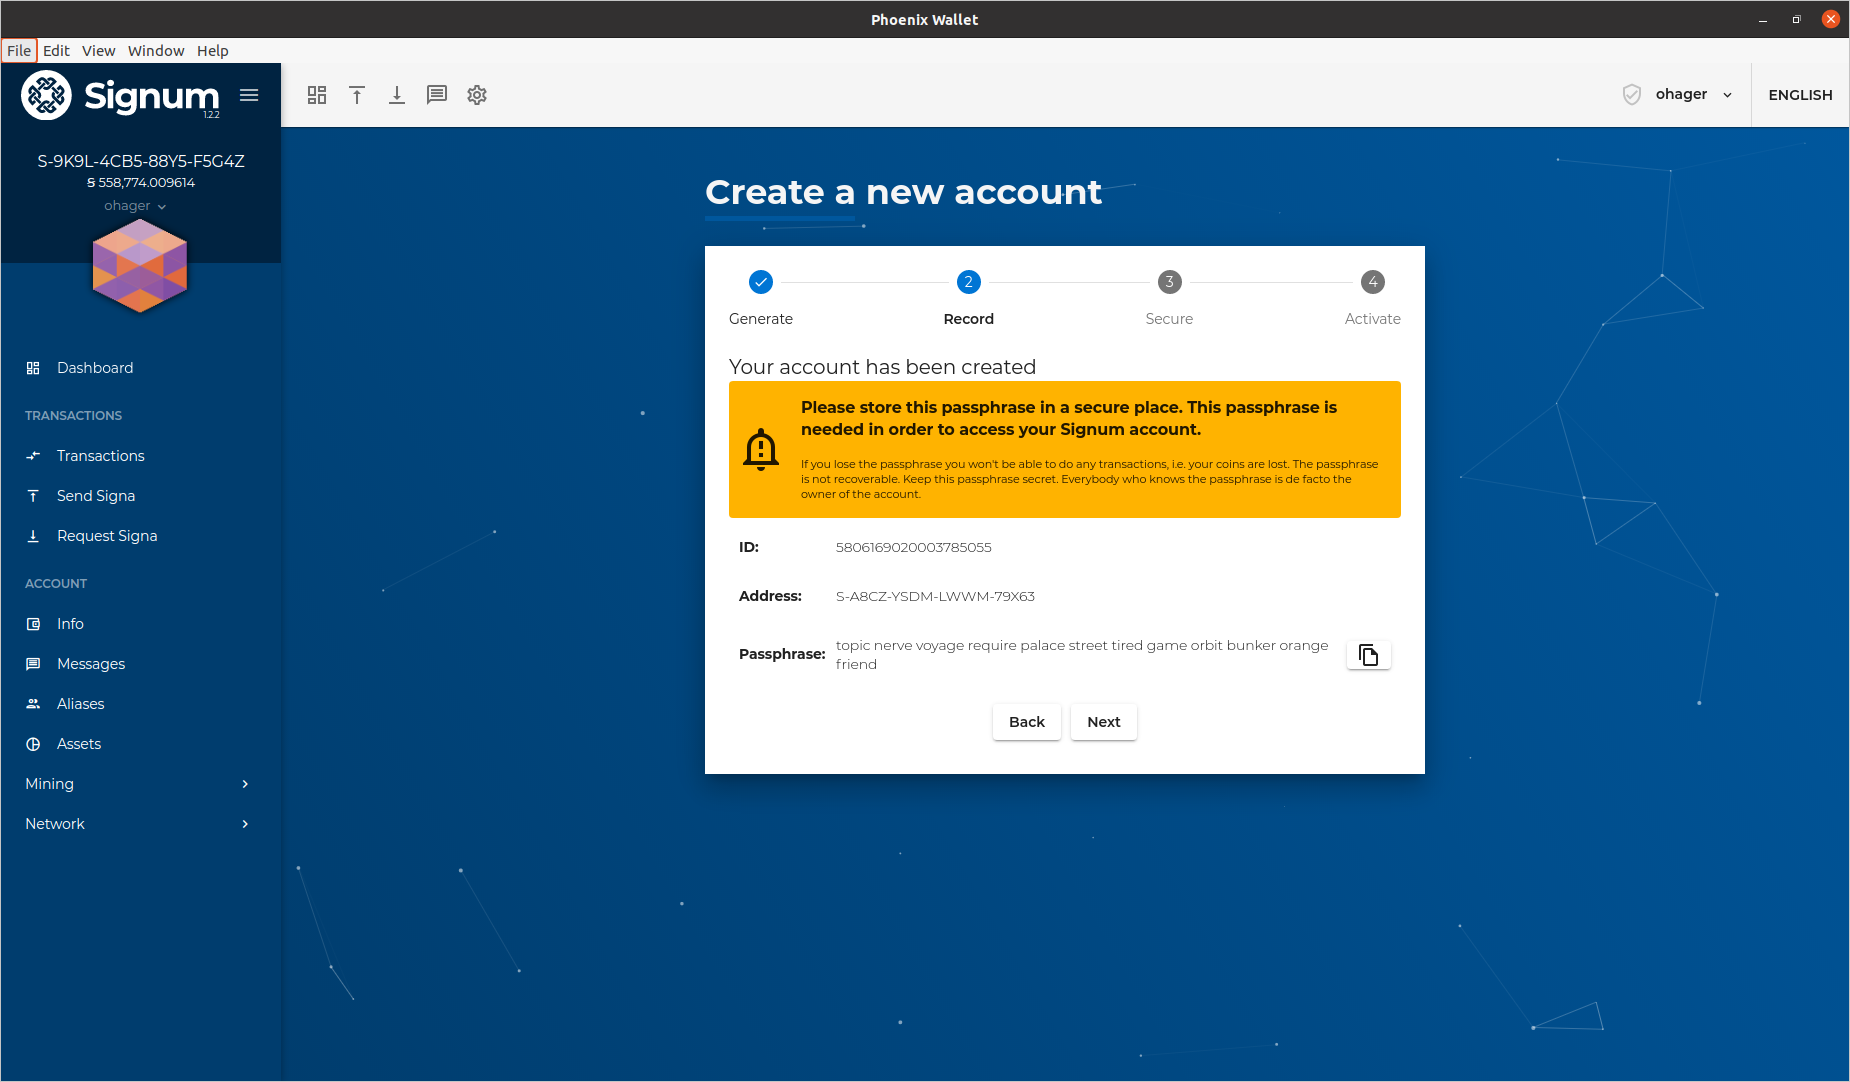 Phoenix Wallet
File Edit View Window Help
Signum
1.2.2
ohager
ENGLISH
S-9K9L-4CB5-88Y5-F5G4Z
S 558,774.009614
ohager
Dashboard
TRANSACTIONS
Transactions
Send Signa
Request Signa
ACCOUNT
Info
Messages
Aliases
Assets
Mining
Network
Create a new account
2 3 4
Generate Record Secure Activate
Your account has been created
Please store this passphrase in a secure place. This passphrase is
needed in order to access your Signum account.
If you lose the passphrase you won't be able to do any transactions, i.e. your coins are lost. The passphrase
is not recoverable. Keep this passphrase secret. Everybody who knows the passphrase is de facto the
owner of the account.
ID: 5806169020003785055
Address: S-A8CZ-YSDM-LWWM-79X63
Passphrase: topic nerve voyage require palace street tired game orbit bunker orange
friend
Back Next